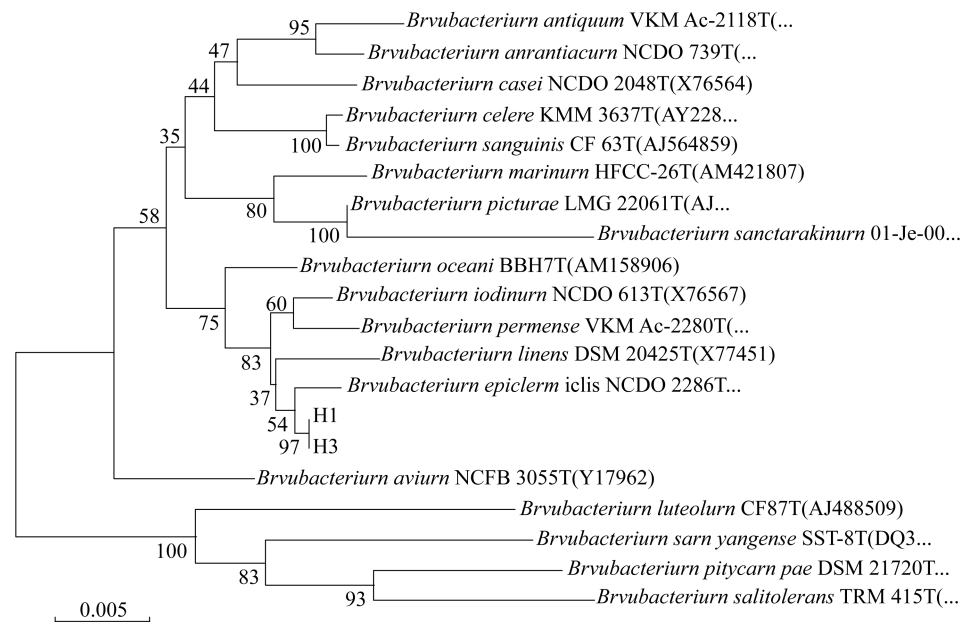 Brvubacteriurn antiquum VKM Ac-2118T(...
95
47
Brvubacteriurn anrantiacurn NCDO 739T(...
Brvubacteriurn casei NCDO 2048T(X76564)
44
Brvubacteriurn celere KMM 3637T(AY228...
35
100
Brvubacteriurn sanguinis CF 63T(AJ564859)
Brvubacteriurn marinurn HFCC-26T(AM421807)
80
Brvubacteriurn picturae LMG 22061T(AJ...
58
100
Brvubacteriurn sanctarakinurn 01-Je-00...
Brvubacteriurn oceani BBH7T(AM158906)
60
Brvubacteriurn iodinurn NCDO 613T(X76567)
75
Brvubacteriurn permense VKM Ac-2280T(...
83
Brvubacteriurn linens DSM 20425T(X77451)
37
Brvubacteriurn epiclerm iclis NCDO 2286T...
54
H1
97
H3
Brvubacteriurn aviurn NCFB 3055T(Y17962)
Brvubacteriurn luteolurn CF87T(AJ488509)
100
Brvubacteriurn sarn yangense SST-8T(DQ3...
83
Brvubacteriurn pitycarn pae DSM 21720T...
93
Brvubacteriurn salitolerans TRM 415T(...
0.005